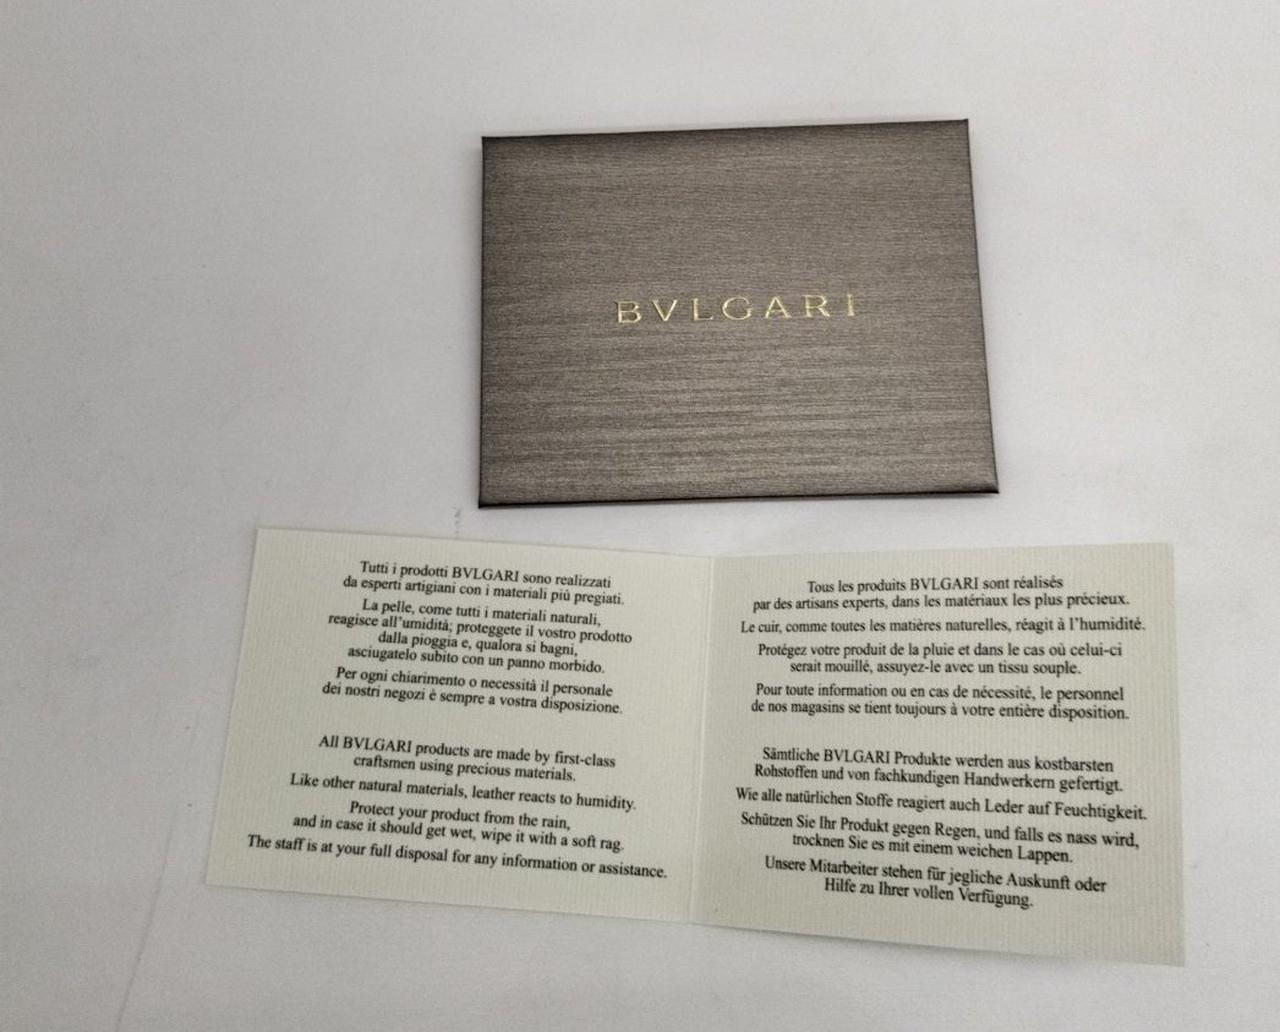 BVLGARI
Tutti i prodotti BVLGARI sono realizzati
da esperti artigiani con i materiali più pregiati.
La pelle, come tutti i materiali naturali,
reagisce all'umidità; proteggete il vostro prodotto
dalla pioggia e, qualora si bagni,
asciugatelo subito con un panno morbido.
Per ogni chiarimento o necessità il personale
dei nostri negozi è sempre a vostra disposizione.
All BVLGARI products are made by first-class
craftsmen using precious materials.
Like other natural materials, leather reacts to humidity.
Protect your product from the rain,
and in case it should get wet, wipe it with a soft rag.
The staff is at your full disposal for any information or assistance.
Tous les produits BVLGARI sont réalisés
par des artisans experts, dans les matériaux les plus précieux.
Le cuir, comme toutes les matières naturelles, réagit à l'humidité.
Protégez votre produit de la pluie et dans le cas où celui-ci
serait mouillé, assuyez-le avec un tissu souple.
Pour toute information ou en cas de nécessité, le personnel
de nos magasins se tient toujours à votre entière disposition.
Sämtliche BVLGARI Produkte werden aus kostbarsten
Rohstoffen und von fachkundigen Handwerkern gefertigt.
Wie alle natürlichen Stoffe reagiert auch Leder auf Feuchtigkeit.
Schützen Sie Ihr Produkt gegen Regen, und falls es nass wird,
trocknen Sie es mit einem weichen Lappen.
Unsere Mitarbeiter stehen für jegliche Auskunft oder
Hilfe zu Ihrer vollen Verfügung.